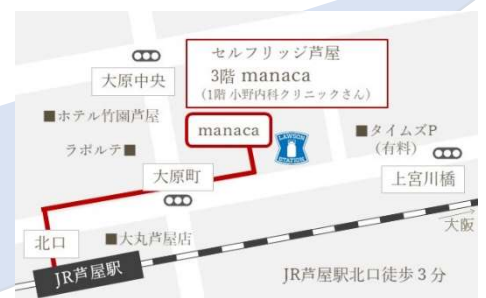 セルフリッジ芦屋
3階 manaca
(1階 小野内科クリニックさん)
大原中央
■ホテル竹園芦屋
manaca
LAWSON
STATION
■タイムズP
(有料)
ラポルテ■
大原町
上宮川橋
北口
■大丸芦屋店
大阪
JR芦屋駅
JR芦屋駅北口徒歩3分